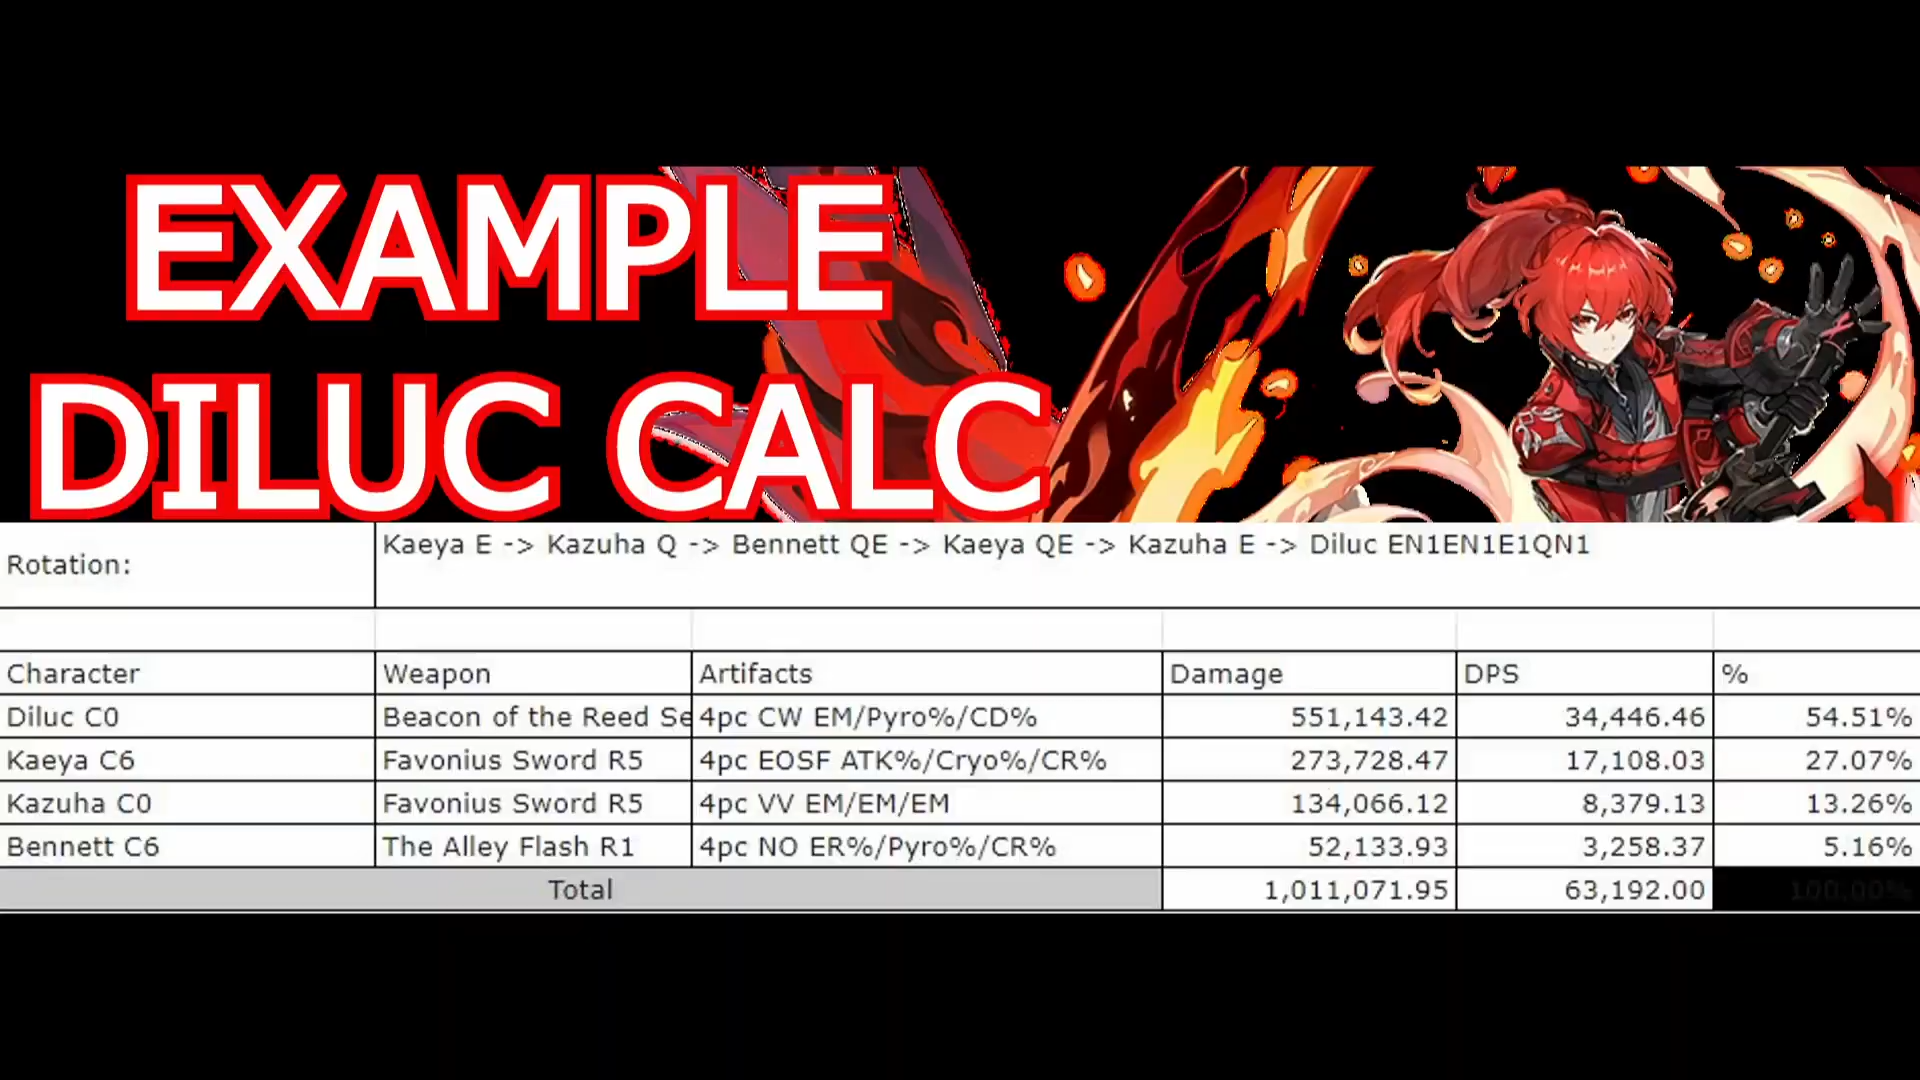 EXAMPLE
DILUC CALC
Rotation: Kaeya E -> Kazuha Q -> Bennett QE -> Kaeya QE -> Kazuha E -> Diluc EN1EN1E1QN1
Character Weapon Artifacts Damage DPS %
Diluc C0 Beacon of the Reed Se 4pc CW EM/Pyro%/CD% 551,143.42 34,446.46 54.51%
Kaeya C6 Favonius Sword R5 4pc EOSF ATK%/Cryo%/CR% 273,728.47 17,108.03 27.07%
Kazuha C0 Favonius Sword R5 4pc VV EM/EM/EM 134,066.12 8,379.13 13.26%
Bennett C6 The Alley Flash R1 4pc NO ER%/Pyro%/CR% 52,133.93 3,258.37 5.16%
Total 1,011,071.95 63,192.00 100.00%